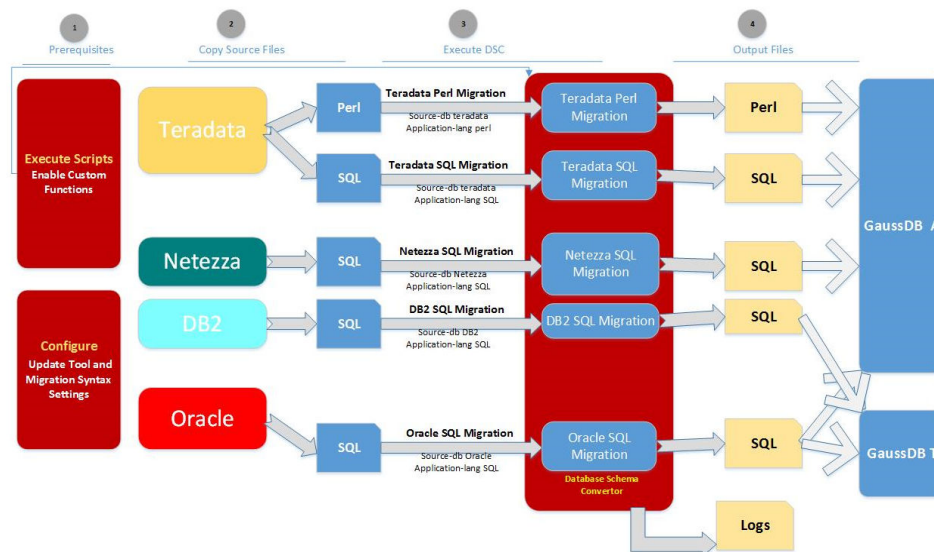 1
2
3
4
Prerequisites
Copy Source Files
Execute DSC
Output Files
Execute Scripts
Enable Custom
Functions
Configure
Update Tool and
Migration Syntax
Settings
Teradata
Perl
Teradata Perl Migration
Source-db teradata
Application-lang perl
Teradata Perl
Migration
Perl
SQL
Teradata SQL Migration
Source-db teradata
Application-lang SQL
Teradata SQL
Migration
SQL
Netezza
SQL
Netezza SQL Migration
Source-db Netezza
Application-lang SQL
Netezza SQL
Migration
SQL
DB2
SQL
DB2 SQL Migration
Source-db DB2
Application-lang SQL
DB2 SQL Migration
SQL
Oracle
SQL
Oracle SQL Migration
Source-db Oracle
Application-lang SQL
Oracle SQL
Migration
SQL
Database Schema
Convertor
Logs
GaussDB A
GaussDB T